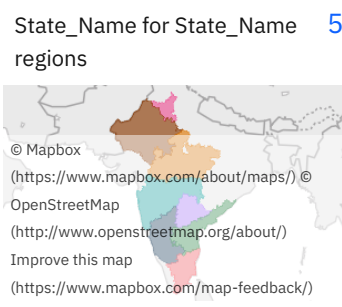 State_Name for State_Name 5
regions
© Mapbox
(https://www.mapbox.com/about/maps/) ©
OpenStreetMap
(http://www.openstreetmap.org/about/)
Improve this map
(https://www.mapbox.com/map-feedback/)